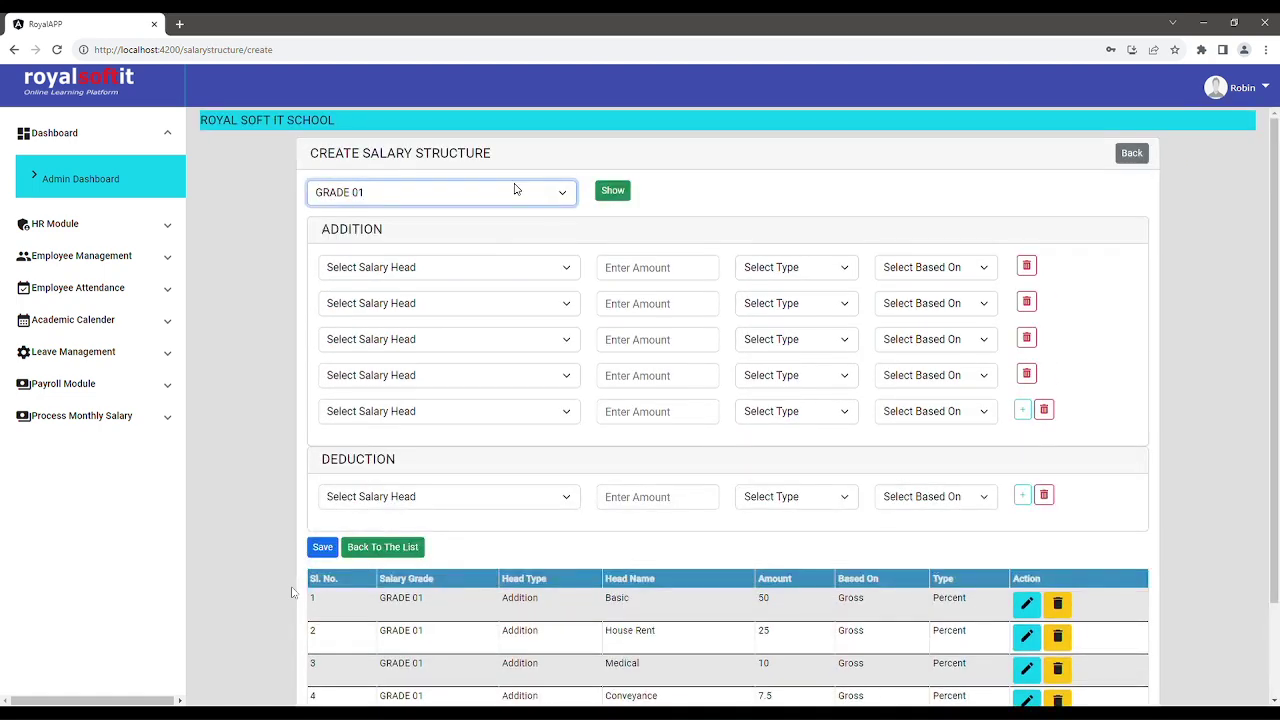 RoyalAPP
http://localhost:4200/salarystructure/create
royalsoftit
Online Learning Platform
Robin
Dashboard
Admin Dashboard
HR Module
Employee Management
Employee Attendance
Academic Calender
Leave Management
Payroll Module
Process Monthly Salary
ROYAL SOFT IT SCHOOL
CREATE SALARY STRUCTURE Back
GRADE 01 Show
ADDITION
Select Salary Head Enter Amount Select Type Select Based On
Select Salary Head Enter Amount Select Type Select Based On
Select Salary Head Enter Amount Select Type Select Based On
Select Salary Head Enter Amount Select Type Select Based On
Select Salary Head Enter Amount Select Type Select Based On +
DEDUCTION
Select Salary Head Enter Amount Select Type Select Based On +
Save Back To The List
Sl. No. Salary Grade Head Type Head Name Amount Based On Type Action
1 GRADE 01 Addition Basic 50 Gross Percent
2 GRADE 01 Addition House Rent 25 Gross Percent
3 GRADE 01 Addition Medical 10 Gross Percent
4 GRADE 01 Addition Conveyance 7.5 Gross Percent